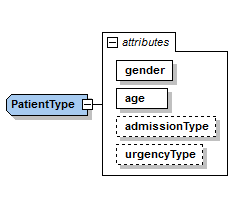 attributes
gender
age
PatientType
admissionType
urgencyType